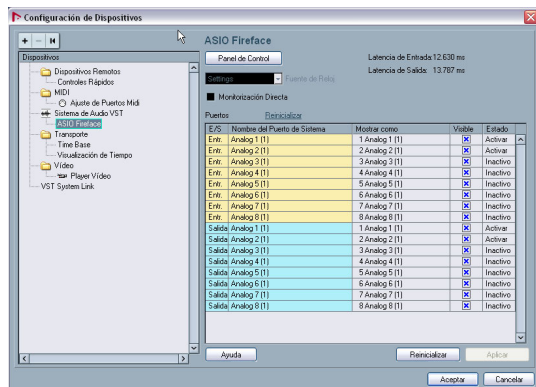 Configuración de Dispositivos
+ − |◀
Dispositivos
Dispositivos Remotos
Controles Rápidos
MIDI
Ajuste de Puertos Midi
Sistema de Audio VST
ASIO Fireface
Transporte
Time Base
Visualización de Tiempo
Vídeo
Player Vídeo
VST System Link
ASIO Fireface
Panel de Control
Latencia de Entrada: 12.630 ms
Latencia de Salida: 13.787 ms
Settings Fuente de Reloj
Monitorización Directa
Puertos Reinicializar
E/S Nombre del Puerto de Sistema Mostrar como Visible Estado
Entr. Analog 1 (1) 1 Analog 1 (1) Activar
Entr. Analog 2 (1) 2 Analog 2 (1) Activar
Entr. Analog 3 (1) 3 Analog 3 (1) Inactivo
Entr. Analog 4 (1) 4 Analog 4 (1) Inactivo
Entr. Analog 5 (1) 5 Analog 5 (1) Inactivo
Entr. Analog 6 (1) 6 Analog 6 (1) Inactivo
Entr. Analog 7 (1) 7 Analog 7 (1) Inactivo
Entr. Analog 8 (1) 8 Analog 8 (1) Inactivo
Salida Analog 1 (1) 1 Analog 1 (1) Activar
Salida Analog 2 (1) 2 Analog 2 (1) Activar
Salida Analog 3 (1) 3 Analog 3 (1) Inactivo
Salida Analog 4 (1) 4 Analog 4 (1) Inactivo
Salida Analog 5 (1) 5 Analog 5 (1) Inactivo
Salida Analog 6 (1) 6 Analog 6 (1) Inactivo
Salida Analog 7 (1) 7 Analog 7 (1) Inactivo
Salida Analog 8 (1) 8 Analog 8 (1) Inactivo
Ayuda Reinicializar Aplicar
Aceptar Cancelar